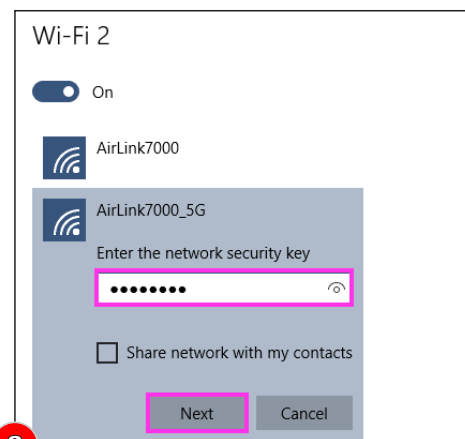 Wi-Fi 2
On
AirLink7000
AirLink7000_5G
Enter the network security key
••••••••
Share network with my contacts
Next Cancel